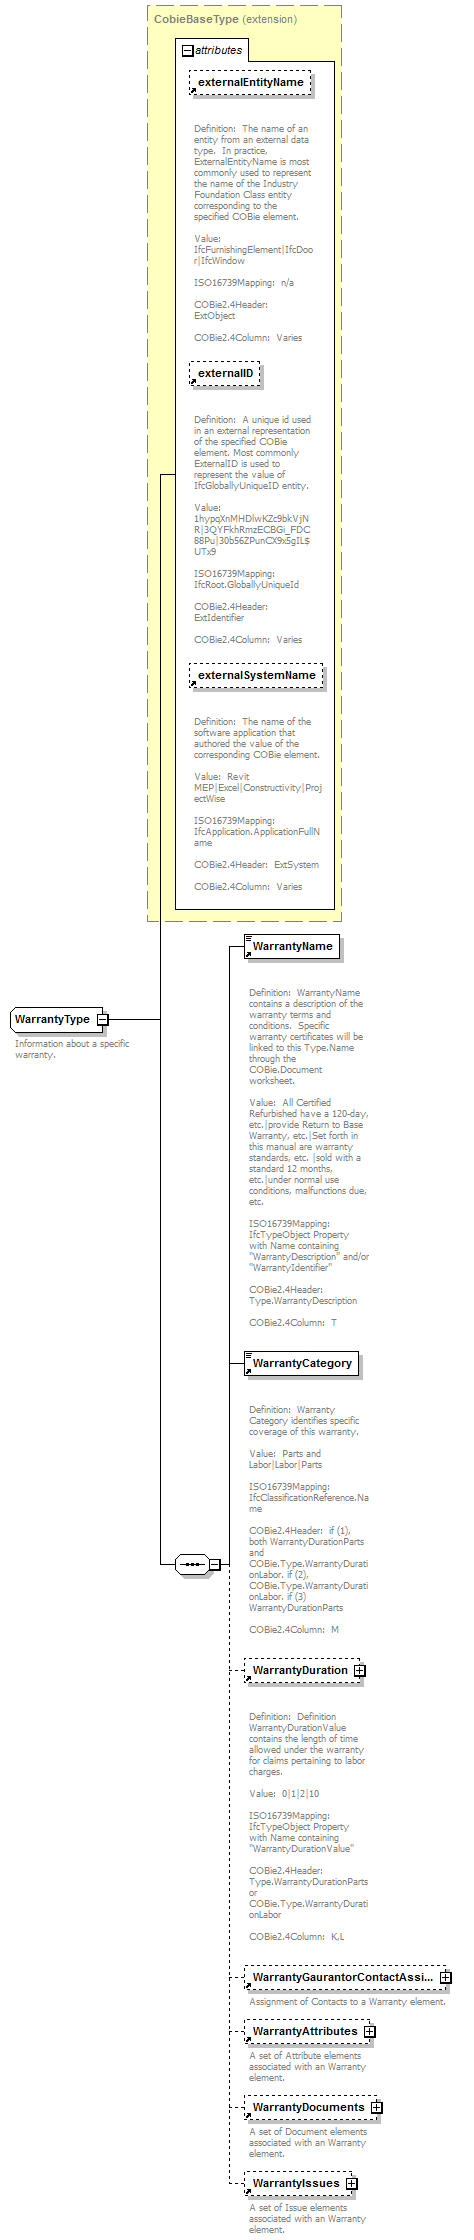 CobieBaseType (extension)
attributes
externalEntityName
Definition:  The name of an
entity from an external data
type.  In practice,
ExternalEntityName is most
commonly used to represent
the name of the Industry
Foundation Class entity
corresponding to the
specified COBie element.
Value:
IfcFurnishingElement|IfcDoo
r|IfcWindow
ISO16739Mapping:  n/a
COBie2.4Header:
ExtObject
COBie2.4Column:  Varies
externalID
Definition:  A unique id used
in an external representation
of the specified COBie
element. Most commonly
ExternalID is used to
represent the value of
IfcGloballyUniqueID entity.
Value:
1hypqXnMHDlwKZc9bkVjN
R|3QYFkhRmzECBGi_FDC
88Pu|30b56ZPunCX9x5gIL$
UTx9
ISO16739Mapping:
IfcRoot.GloballyUniqueId
COBie2.4Header:
ExtIdentifier
COBie2.4Column:  Varies
externalSystemName
Definition:  The name of the
software application that
authored the value of the
corresponding COBie element.
Value:  Revit
MEP|Excel|Constructivity|Proj
ectWise
ISO16739Mapping:
IfcApplication.ApplicationFullN
ame
COBie2.4Header:  ExtSystem
COBie2.4Column:  Varies
WarrantyType
Information about a specific
warranty.
WarrantyName
Definition:  WarrantyName
contains a description of the
warranty terms and
conditions.  Specific
warranty certificates will be
linked to this Type.Name
through the
COBie.Document
worksheet.
Value:  All Certified
Refurbished have a 120-day,
etc.|provide Return to Base
Warranty, etc.|Set forth in
this manual are warranty
standards, etc. |sold with a
standard 12 months,
etc.|under normal use
conditions, malfunctions due,
etc.
ISO16739Mapping:
IfcTypeObject Property
with Name containing
"WarrantyDescription" and/or
"WarrantyIdentifier"
COBie2.4Header:
Type.WarrantyDescription
COBie2.4Column:  T
WarrantyCategory
Definition:  Warranty
Category identifies specific
coverage of this warranty.
Value:  Parts and
Labor|Labor|Parts
ISO16739Mapping:
IfcClassificationReference.Na
me
COBie2.4Header:  if (1),
both WarrantyDurationParts
and
COBie.Type.WarrantyDurati
onLabor. if (2),
COBie.Type.WarrantyDurati
onLabor. if (3)
WarrantyDurationParts
COBie2.4Column:  M
WarrantyDuration
Definition:  Definition
WarrantyDurationValue
contains the length of time
allowed under the warranty
for claims pertaining to labor
charges.
Value:  0|1|2|10
ISO16739Mapping:
IfcTypeObject Property
with Name containing
"WarrantyDurationValue"
COBie2.4Header:
Type.WarrantyDurationParts
or
COBie.Type.WarrantyDurati
onLabor
COBie2.4Column:  K,L
WarrantyGaurantorContactAssi...
Assignment of Contacts to a Warranty element.
WarrantyAttributes
A set of Attribute elements
associated with an Warranty
element.
WarrantyDocuments
A set of Document elements
associated with an Warranty
element.
WarrantyIssues
A set of Issue elements
associated with an Warranty
element.